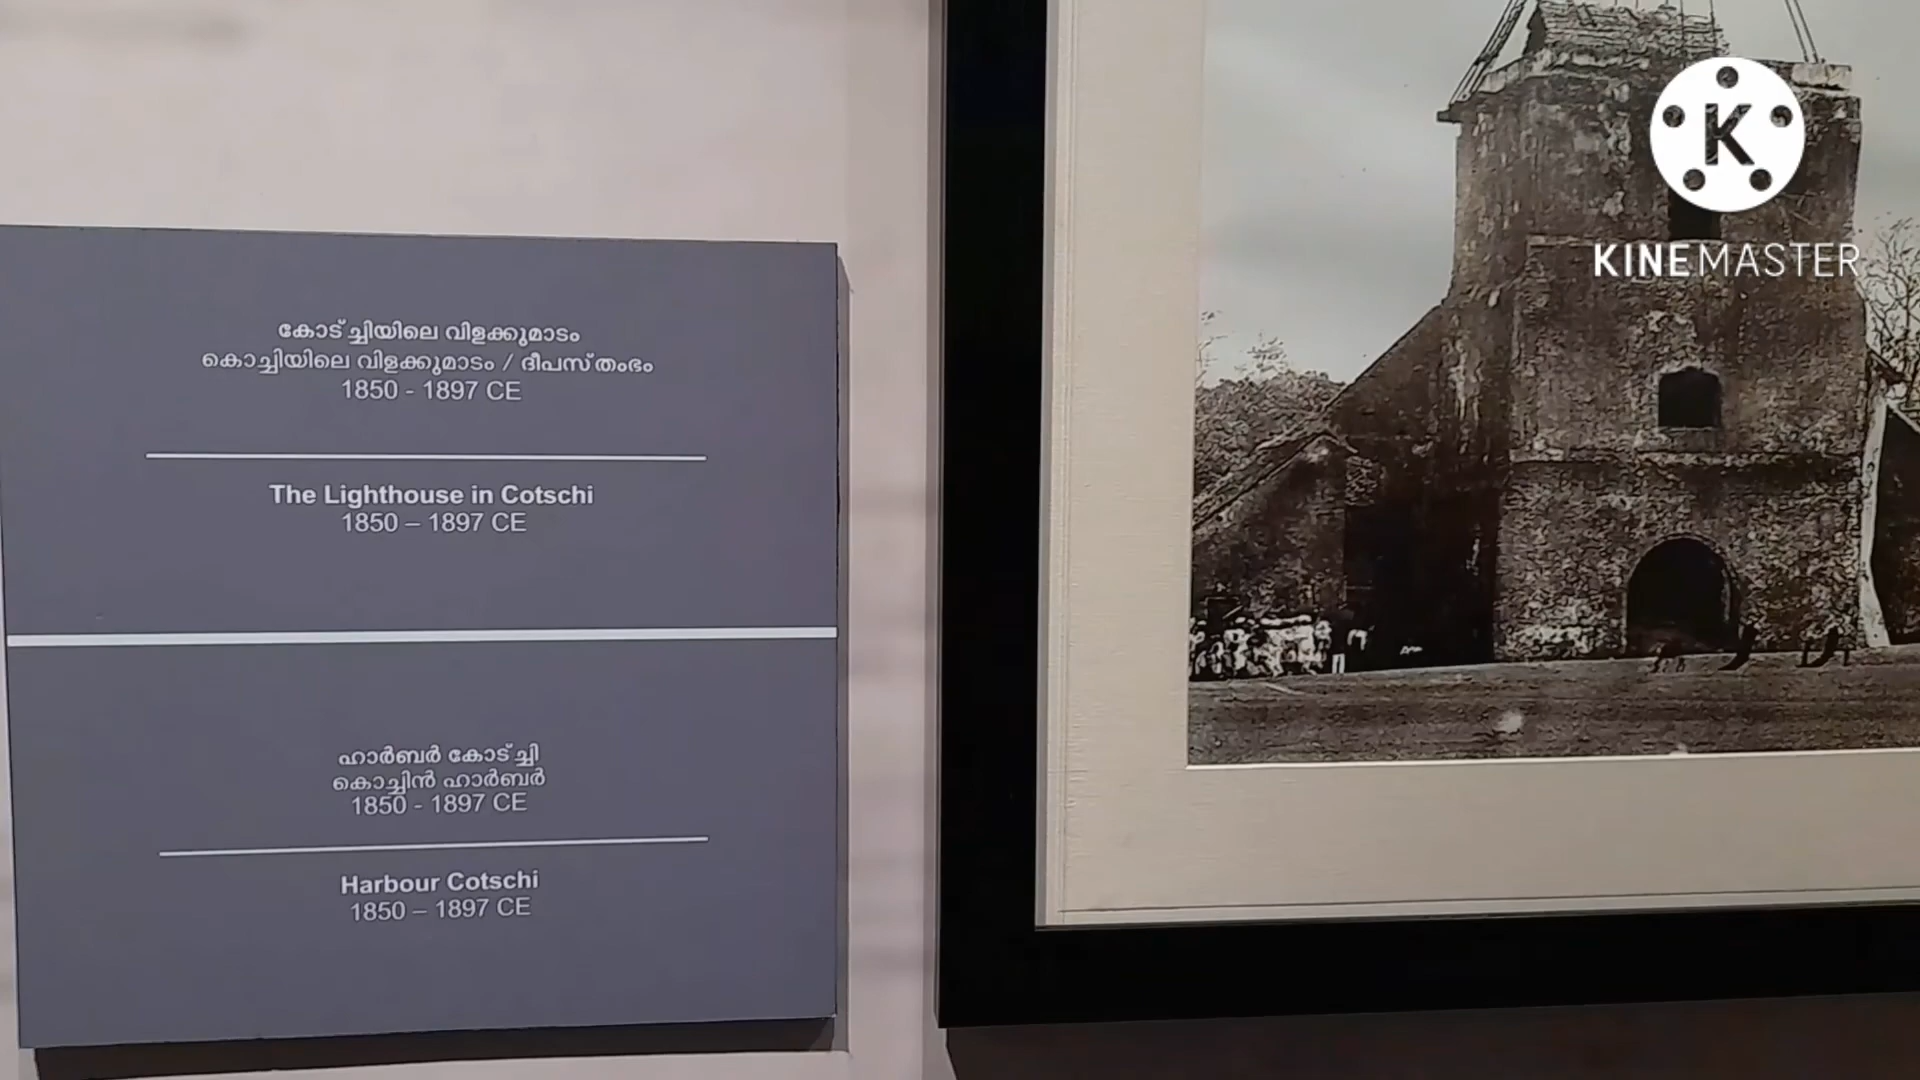 കോട്ച്ചിയിലെ വിളക്കുമാടം
കൊച്ചിയിലെ വിളക്കുമാടം / ദീപസ്തംഭം
1850 - 1897 CE
The Lighthouse in Cotschi
1850 – 1897 CE
ഹാർബർ കോട്ച്ചി
കൊച്ചിൻ ഹാർബർ
1850 - 1897 CE
Harbour Cotschi
1850 – 1897 CE
K
KINEMASTER